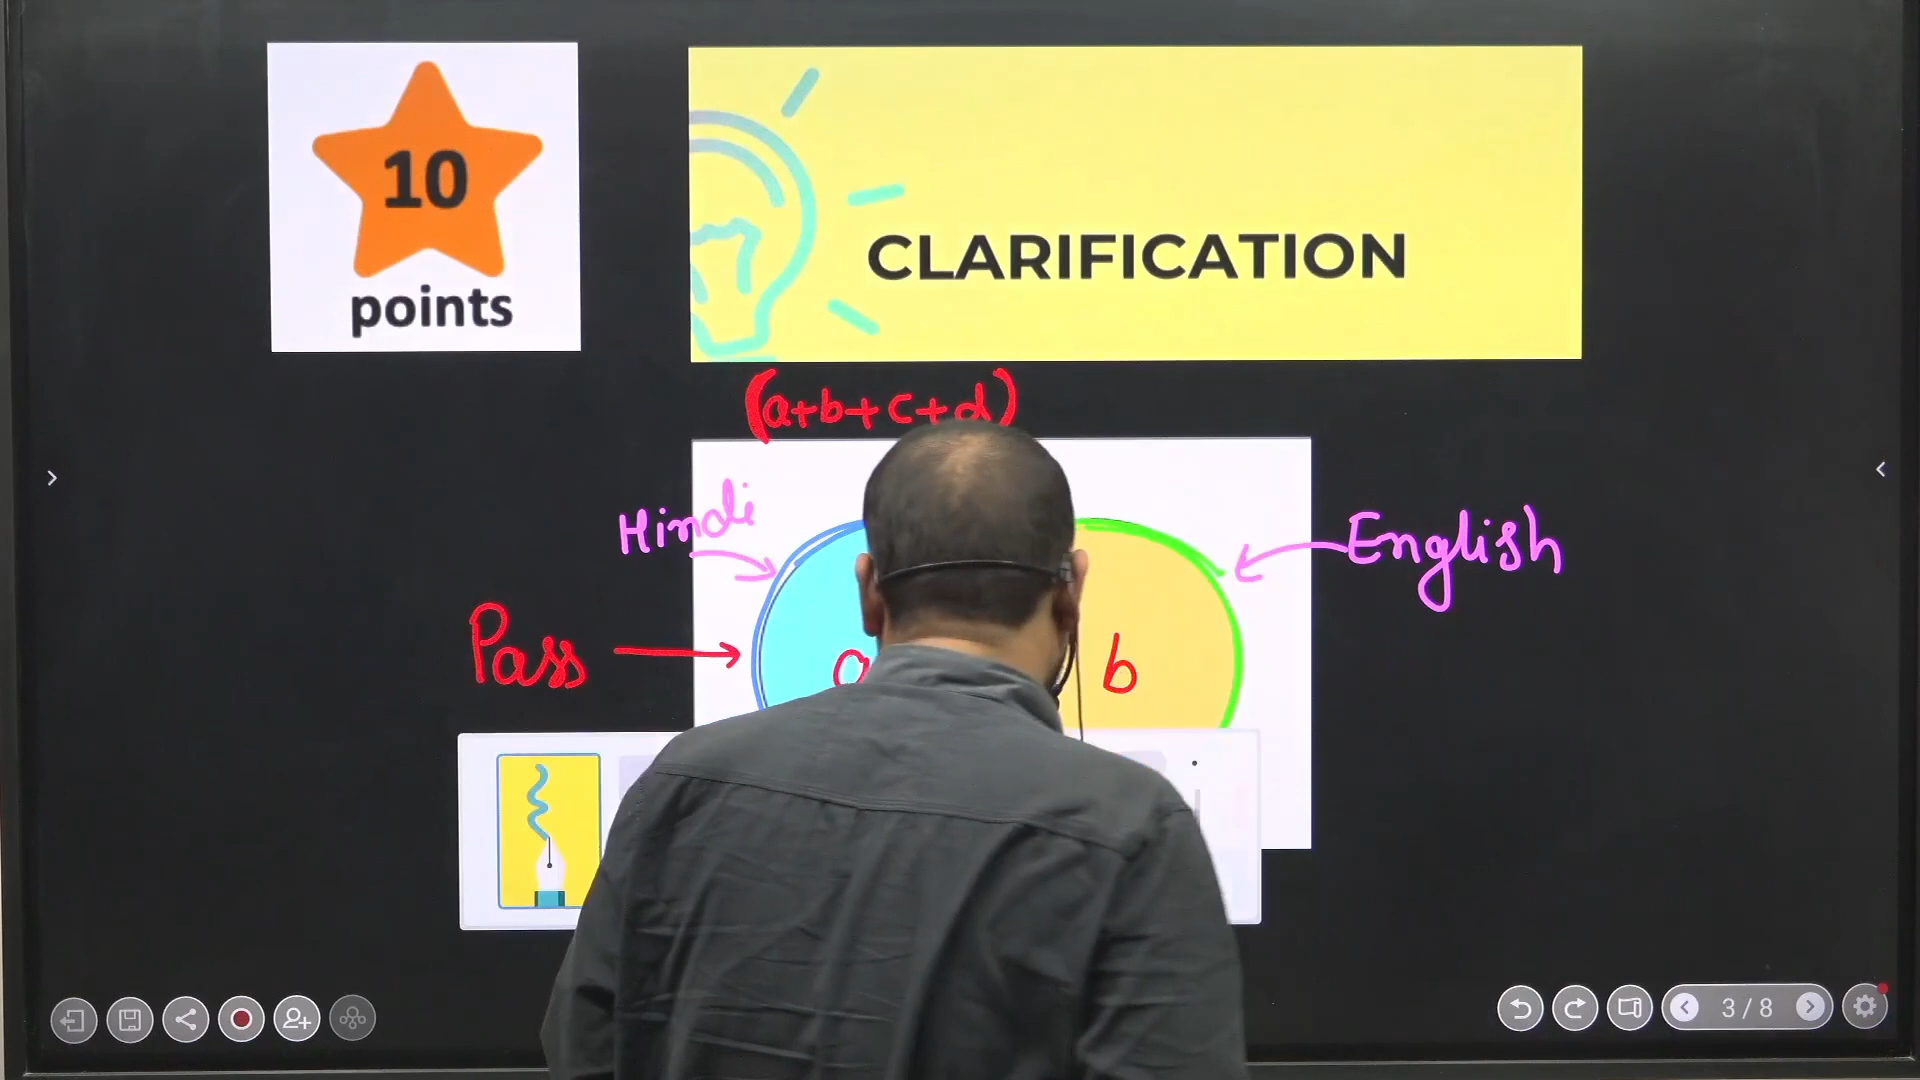 10
points
CLARIFICATION
(a+b+c+d)
Hindi
English
Pass
a
b
3 / 8